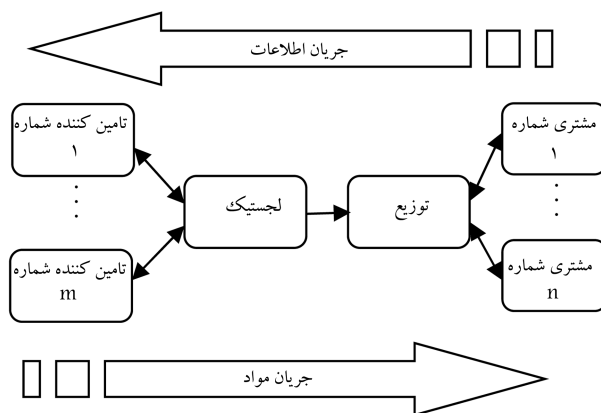 جریان اطلاعات
تامین کننده شماره
۱
مشتری شماره
۱
لجستیک
توزیع
تامین کننده شماره
m
مشتری شماره
n
جریان مواد